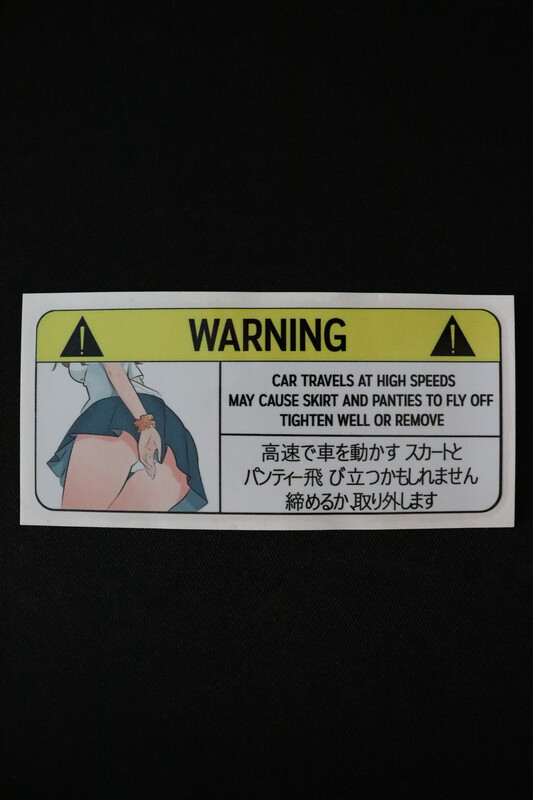 WARNING
CAR TRAVELS AT HIGH SPEEDS
MAY CAUSE SKIRT AND PANTIES TO FLY OFF
TIGHTEN WELL OR REMOVE
高速で車を動かす スカートと
パンティー飛 び立つかもしれません
締めるか、取り外します